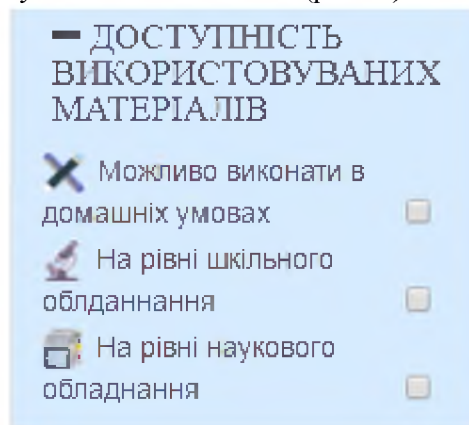 ДОСТУПНІСТЬ
ВИКОРИСТОВУВАНИХ
МАТЕРІАЛІВ
Можливо виконати в
домашніх умовах
На рівні шкільного
облданнання
На рівні наукового
обладнання